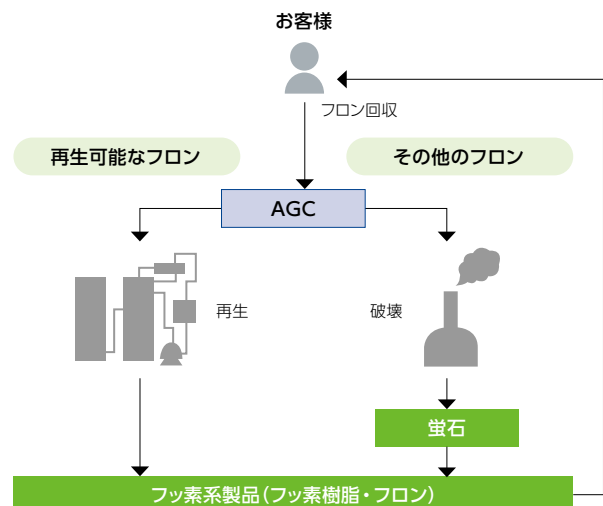 お客様
フロン回収
再生可能なフロン
その他のフロン
AGC
再生
破壊
蛍石
フッ素系製品(フッ素樹脂・フロン)